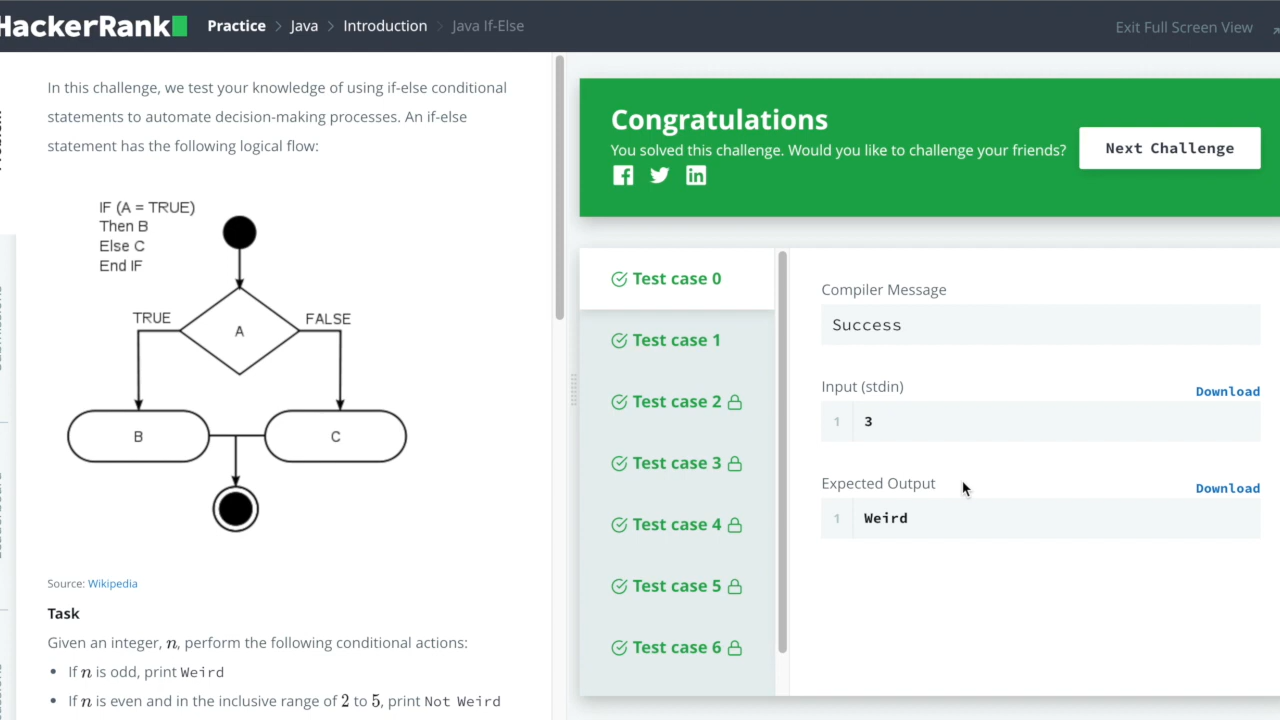 HackerRank
Practice > Java > Introduction > Java If-Else
Exit Full Screen View
In this challenge, we test your knowledge of using if-else conditional
statements to automate decision-making processes. An if-else
statement has the following logical flow:
IF (A = TRUE)
Then B
Else C
End IF
TRUE
FALSE
A
B
C
Source: Wikipedia
Task
Given an integer, n, perform the following conditional actions:
• If n is odd, print Weird
• If n is even and in the inclusive range of 2 to 5, print Not Weird
Congratulations
You solved this challenge. Would you like to challenge your friends?
Next Challenge
Test case 0
Test case 1
Test case 2
Test case 3
Test case 4
Test case 5
Test case 6
Compiler Message
Success
Input (stdin)
Download
1 3
Expected Output
Download
1 Weird